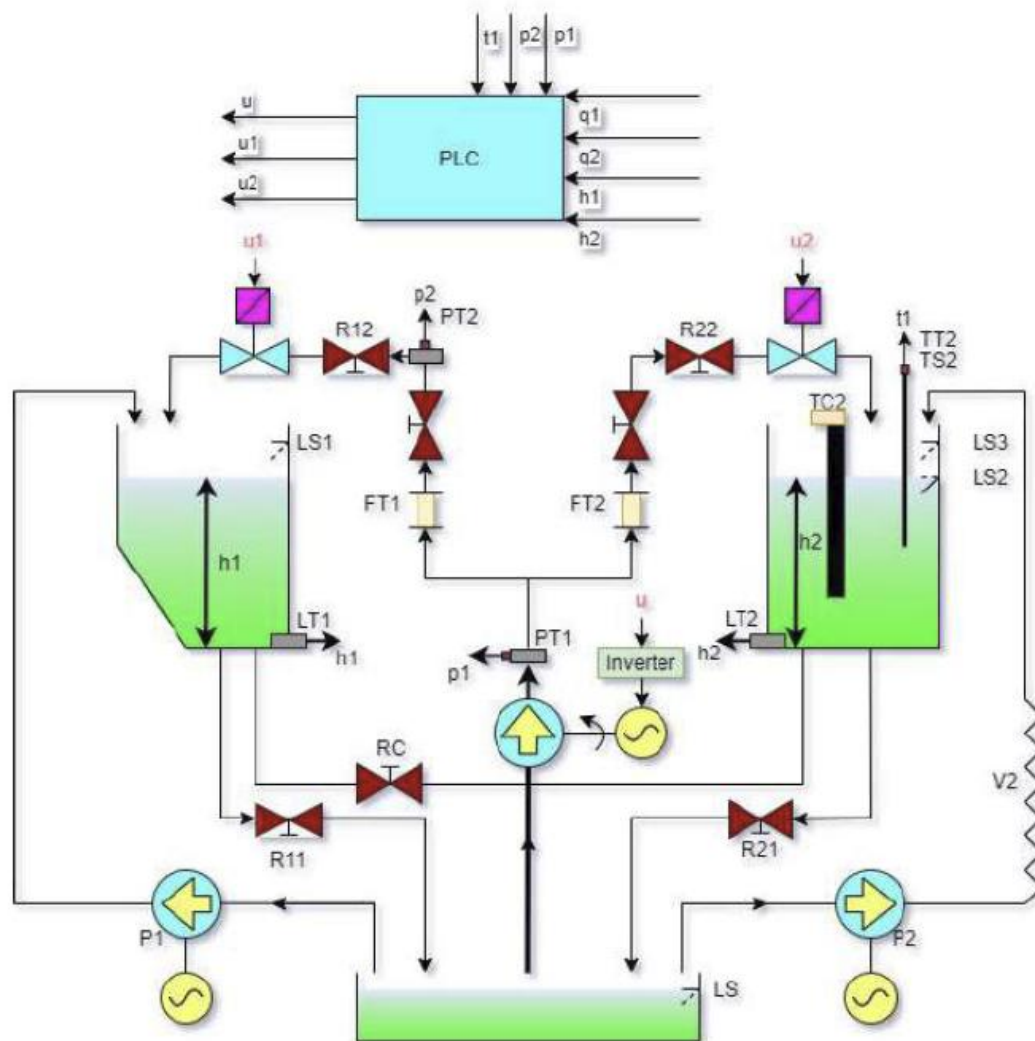 t1
p2
p1
u
u1
u2
PLC
q1
q2
h1
h2
u1
u2
p2
PT2
R12
R22
t1
TT2
TS2
TC2
LS1
LS3
LS2
FT1
FT2
h1
h2
LT1
h1
PT1
p1
u
Inverter
LT2
h2
RC
V2
R11
R21
P1
P2
LS